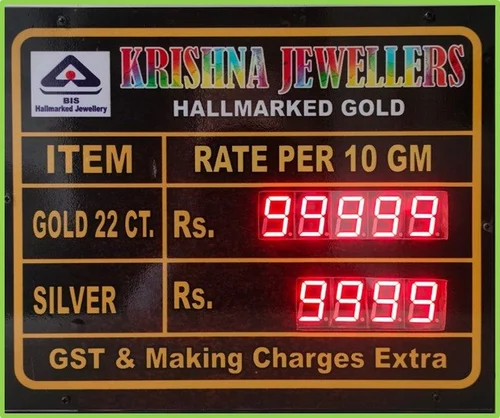 KRISHNA JEWELLERS
BIS
Hallmarked Jewellery
HALLMARKED GOLD
ITEM RATE PER 10 GM
GOLD 22 CT. Rs. 99999
SILVER Rs. 9999
GST & Making Charges Extra